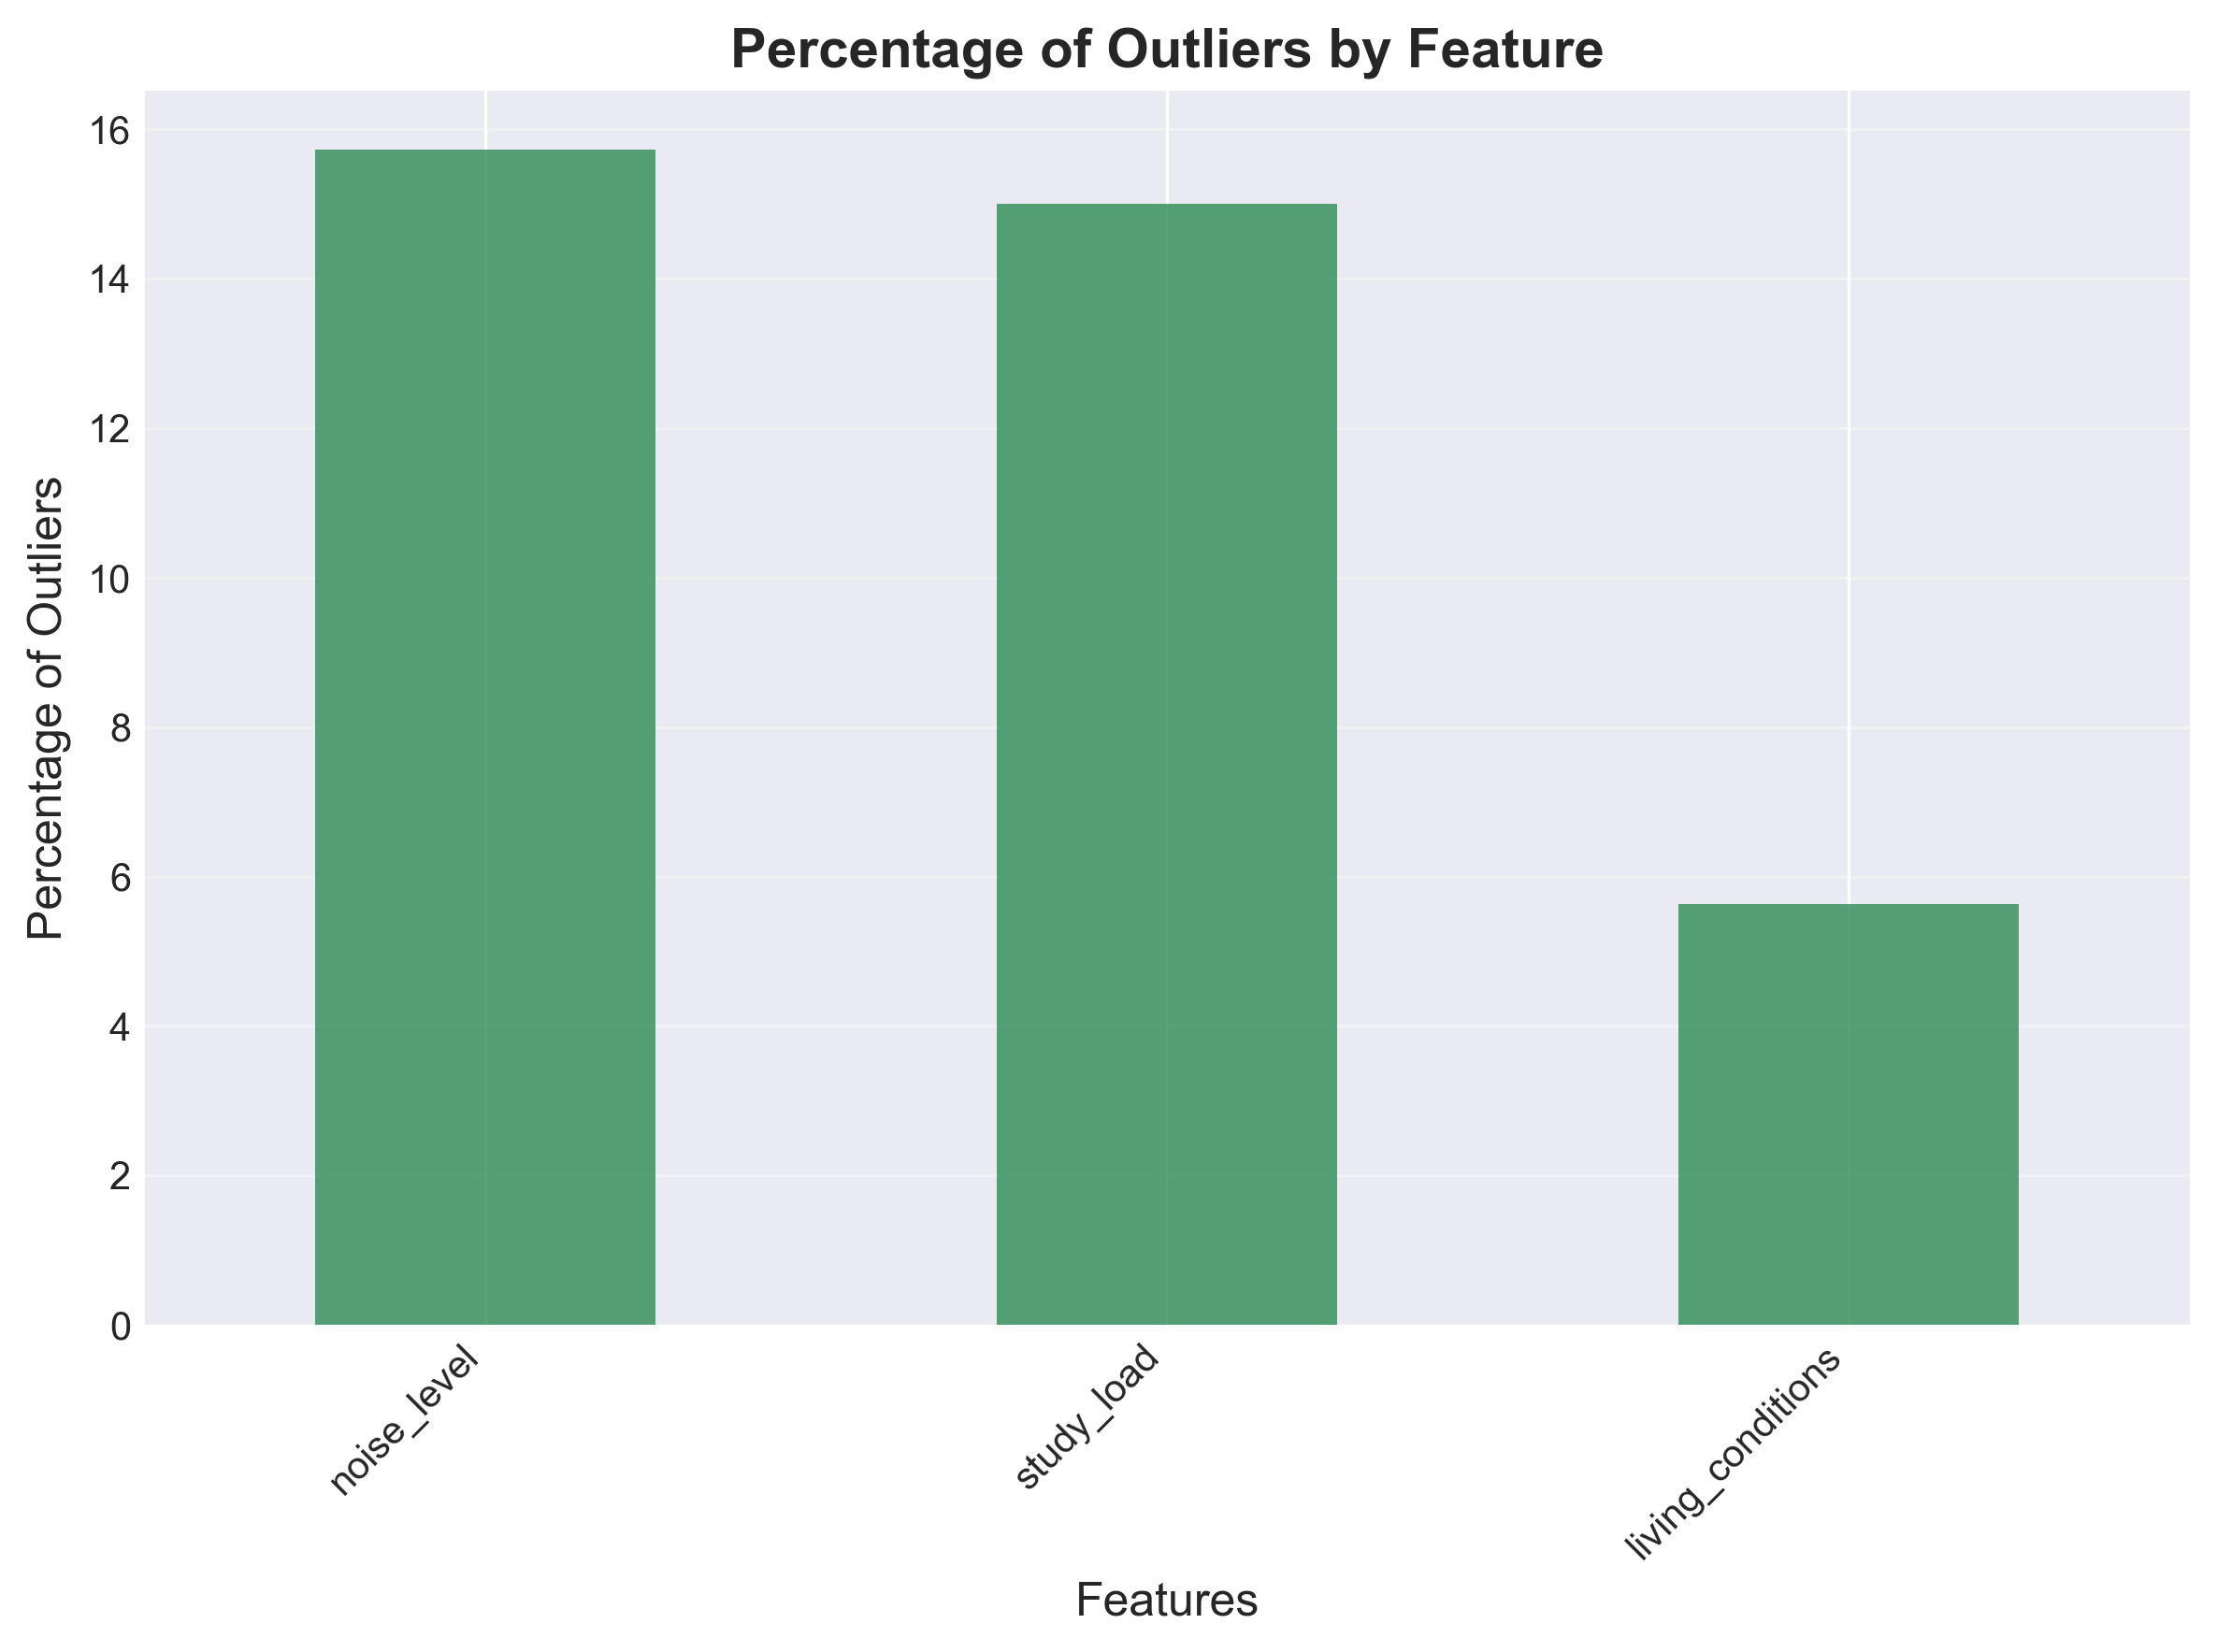 Percentage of Outliers by Feature
Percentage of Outliers
16
14
12
10
8
6
4
2
0
noise_level
study_load
living_conditions
Features